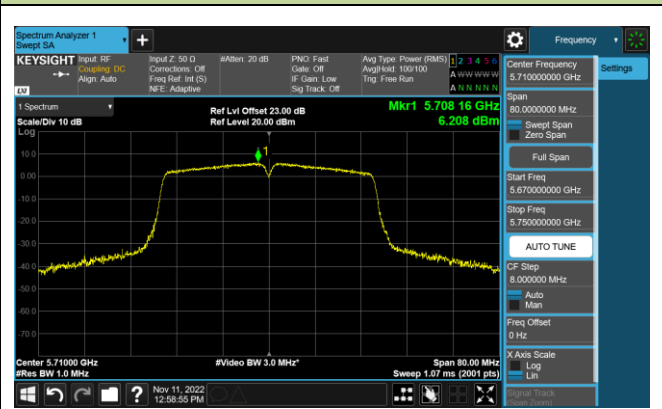 Spectrum Analyzer 1
Swept SA
+
Frequency
KEYSIGHT
Input: RF
Coupling: DC
Align: Auto
Input Z: 50 Ω
Corrections: Off
Freq Ref: Int (S)
NFE: Adaptive
#Atten: 20 dB
PNO: Fast
Gate: Off
IF Gain: Low
Sig Track: Off
Avg Type: Power (RMS)
Avg|Hold: 100/100
Trig: Free Run
1 2 3 4 5 6
A W W W W W
A N N N N N
LXI
1 Spectrum
Scale/Div 10 dB
Ref Lvl Offset 23.00 dB
Ref Level 20.00 dBm
Mkr1 5.708 16 GHz
6.208 dBm
Log
1
10.0
0.00
-10.0
-20.0
-30.0
-40.0
-50.0
-60.0
-70.0
Center 5.71000 GHz
#Res BW 1.0 MHz
#Video BW 3.0 MHz*
Span 80.00 MHz
Sweep 1.07 ms (2001 pts)
Center Frequency
5.710000000 GHz
Settings
Span
80.0000000 MHz
Swept Span
Zero Span
Full Span
Start Freq
5.670000000 GHz
Stop Freq
5.750000000 GHz
AUTO TUNE
CF Step
8.000000 MHz
Auto
Man
Freq Offset
0 Hz
X Axis Scale
Log
Lin
Signal Track
(Span Zoom)
?
Nov 11, 2022
12:58:55 PM